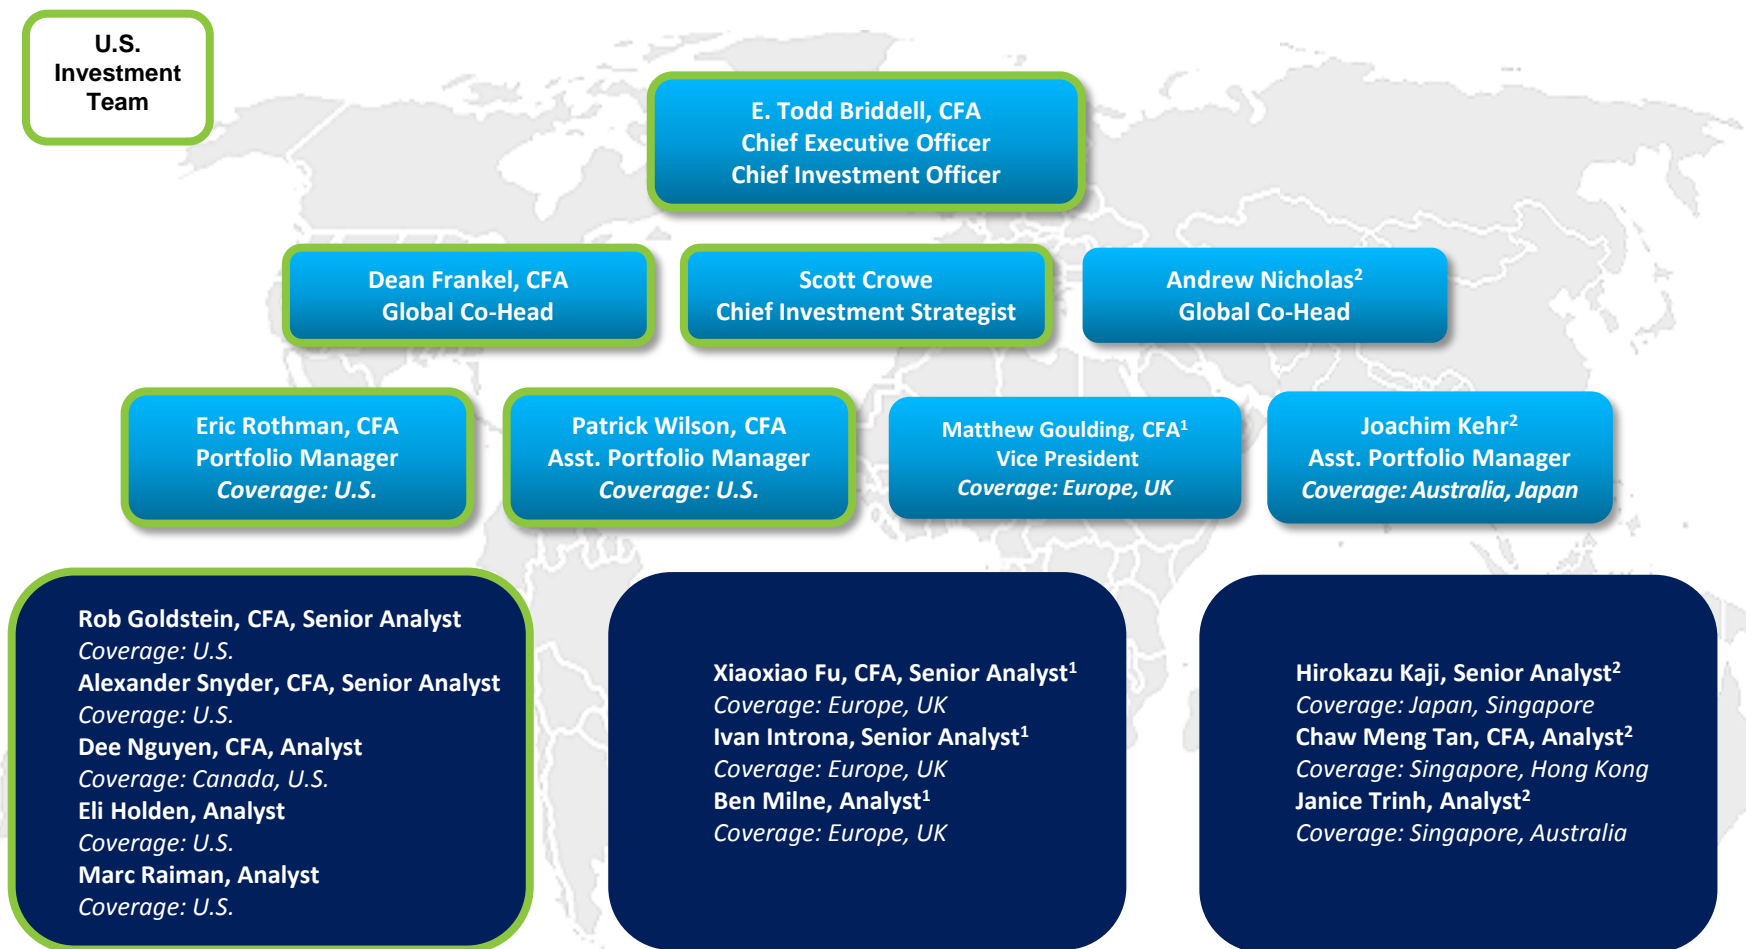 U.S.
Investment
Team
E. Todd Briddell, CFA
Chief Executive Officer
Chief Investment Officer
Dean Frankel, CFA
Global Co-Head
Scott Crowe
Chief Investment Strategist
Andrew Nicholas²
Global Co-Head
Eric Rothman, CFA
Portfolio Manager
Coverage: U.S.
Patrick Wilson, CFA
Asst. Portfolio Manager
Coverage: U.S.
Matthew Goulding, CFA¹
Vice President
Coverage: Europe, UK
Joachim Kehr²
Asst. Portfolio Manager
Coverage: Australia, Japan
Rob Goldstein, CFA, Senior Analyst
Coverage: U.S.
Alexander Snyder, CFA, Senior Analyst
Coverage: U.S.
Dee Nguyen, CFA, Analyst
Coverage: Canada, U.S.
Eli Holden, Analyst
Coverage: U.S.
Marc Raiman, Analyst
Coverage: U.S.
Xiaoxiao Fu, CFA, Senior Analyst¹
Coverage: Europe, UK
Ivan Introna, Senior Analyst¹
Coverage: Europe, UK
Ben Milne, Analyst¹
Coverage: Europe, UK
Hirokazu Kaji, Senior Analyst²
Coverage: Japan, Singapore
Chaw Meng Tan, CFA, Analyst²
Coverage: Singapore, Hong Kong
Janice Trinh, Analyst²
Coverage: Singapore, Australia